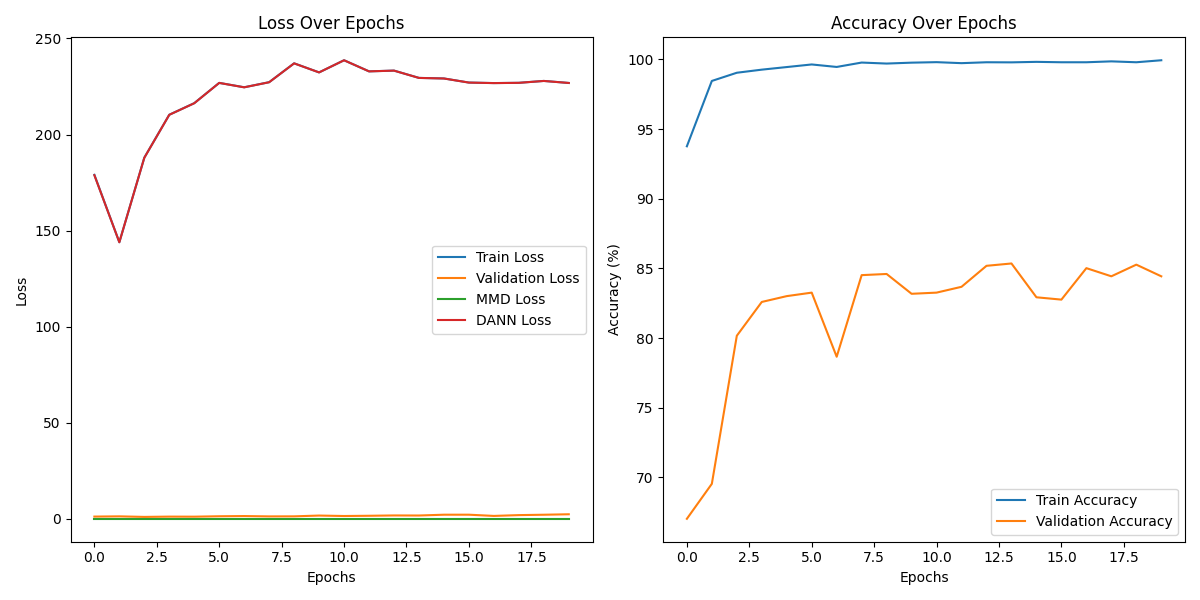 Loss Over Epochs
250
200
150
100
50
0
Loss
0.0 2.5 5.0 7.5 10.0 12.5 15.0 17.5
Epochs
Train Loss
Validation Loss
MMD Loss
DANN Loss
Accuracy Over Epochs
100
95
90
85
80
75
70
Accuracy (%)
0.0 2.5 5.0 7.5 10.0 12.5 15.0 17.5
Epochs
Train Accuracy
Validation Accuracy